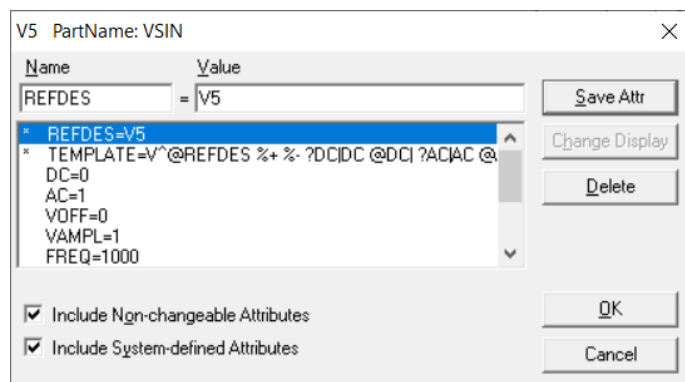 V5 PartName: VSIN
Name Value
REFDES = V5 Save Attr
* REFDES=V5
* TEMPLATE=V^@REFDES %+ %- ?DC|DC @DC| ?AC|AC @
DC=0
AC=1
VOFF=0
VAMPL=1
FREQ=1000
Change Display
Delete
Include Non-changeable Attributes
Include System-defined Attributes
OK
Cancel